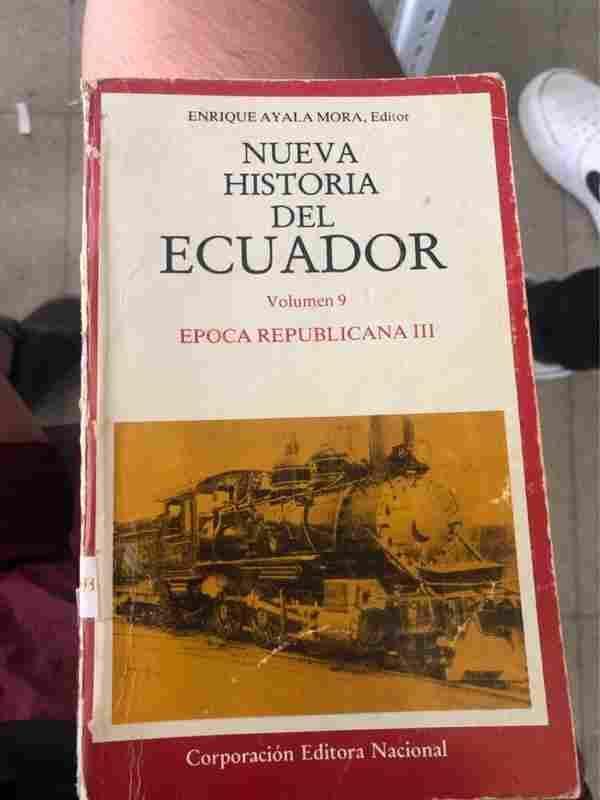 ENRIQUE AYALA MORA, Editor
NUEVA
HISTORIA
DEL
ECUADOR
Volumen 9
EPOCA REPUBLICANA III
Corporación Editora Nacional